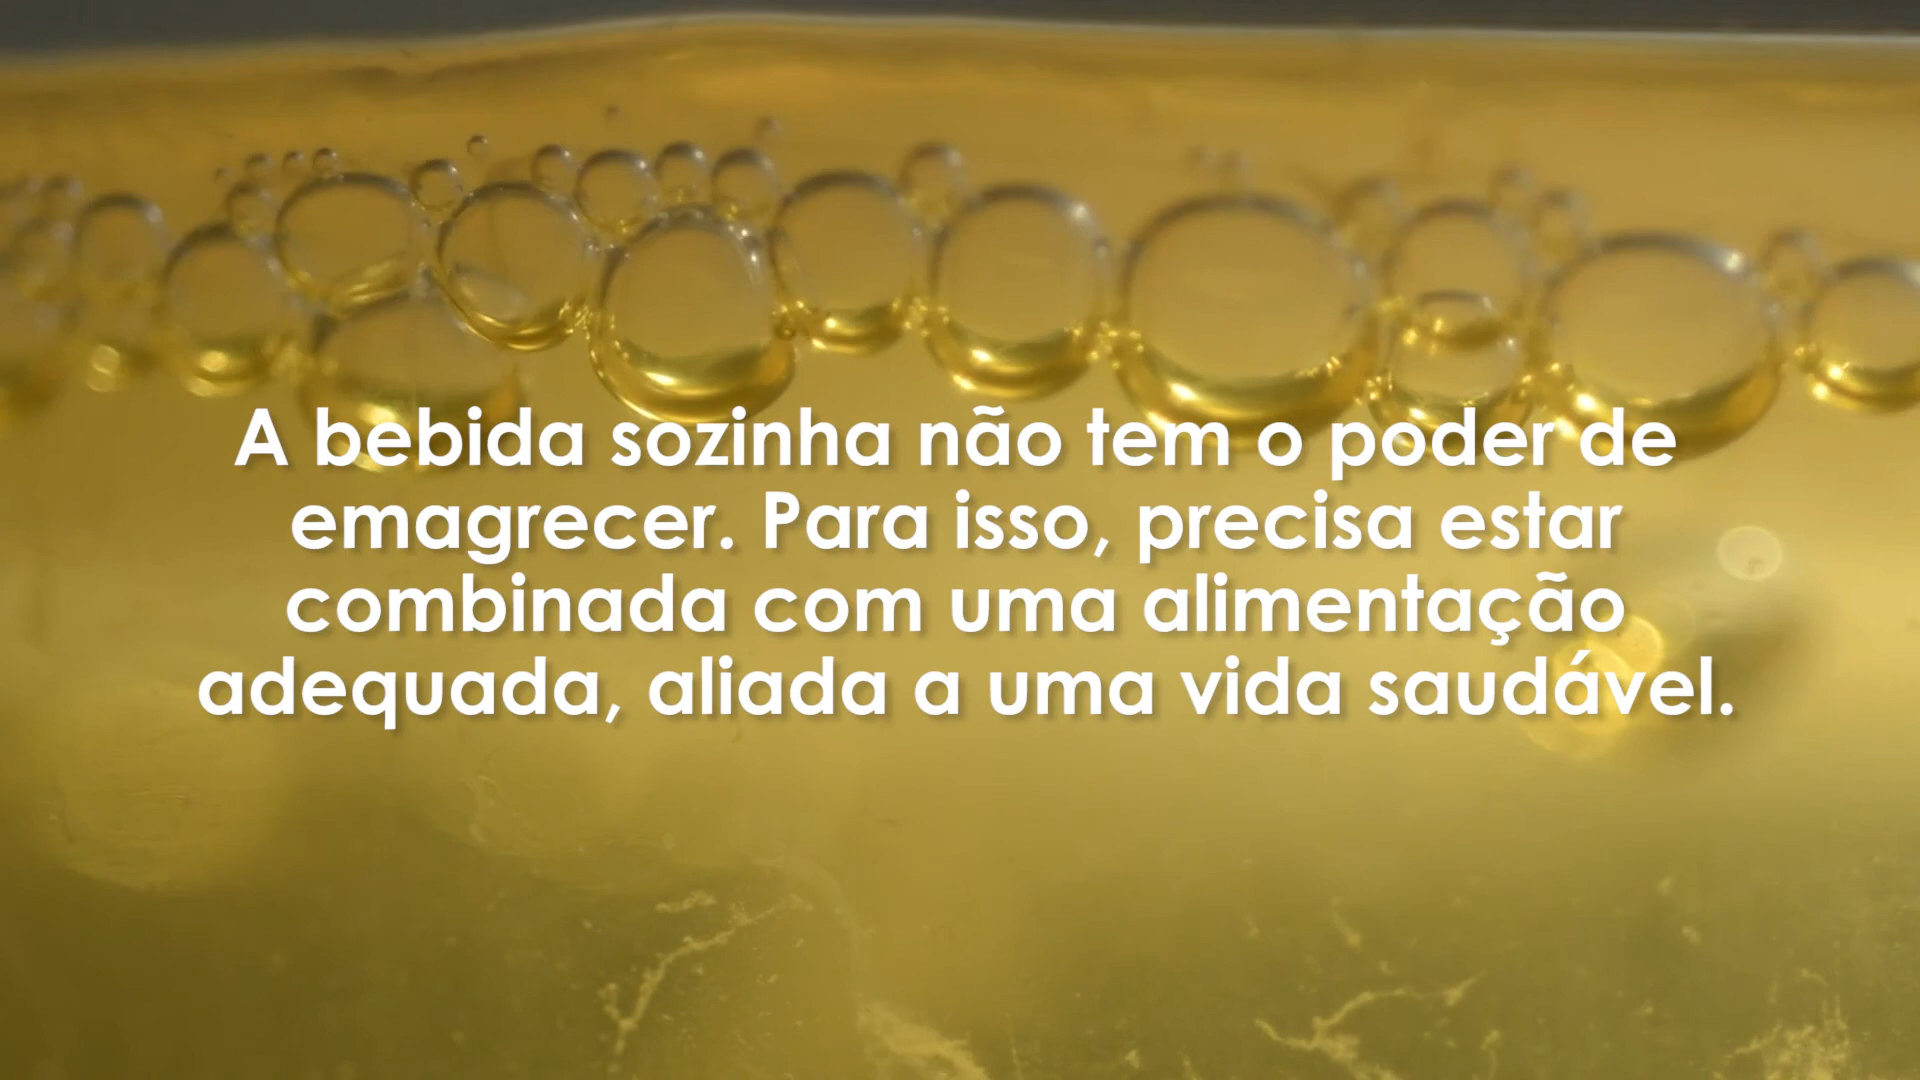 A bebida sozinha não tem o poder de
emagrecer. Para isso, precisa estar
combinada com uma alimentação
adequada, aliada a uma vida saudável.